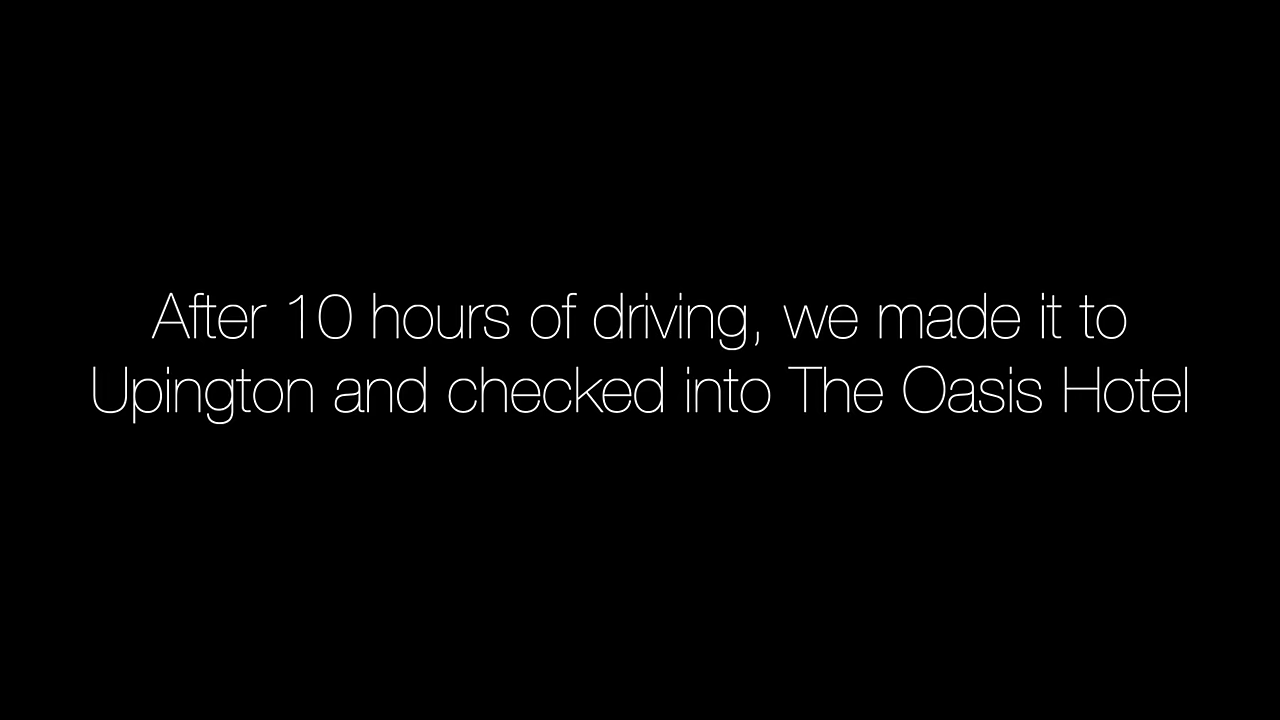 After 10 hours of driving, we made it to
Upington and checked into The Oasis Hotel